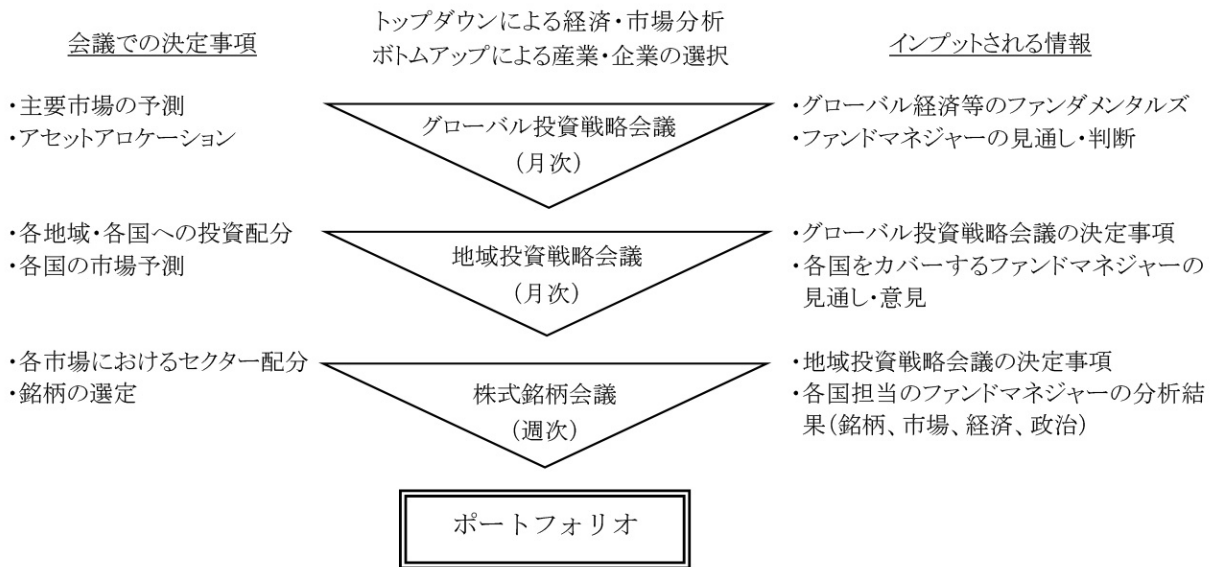 トップダウンによる経済・市場分析
ボトムアップによる産業・企業の選択
会議での決定事項
インプットされる情報
・主要市場の予測
・アセットアロケーション
グローバル投資戦略会議
(月次)
・グローバル経済等のファンダメンタルズ
・ファンドマネジャーの見通し・判断
・各地域・各国への投資配分
・各国の市場予測
地域投資戦略会議
(月次)
・グローバル投資戦略会議の決定事項
・各国をカバーするファンドマネジャーの
見通し・意見
・各市場におけるセクター配分
・銘柄の選定
株式銘柄会議
(週次)
・地域投資戦略会議の決定事項
・各国担当のファンドマネジャーの分析結
果(銘柄、市場、経済、政治)
ポートフォリオ